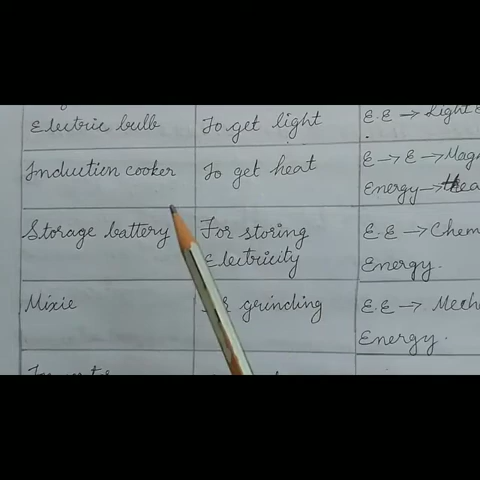 Electric bulb To get light E.E → Light E
Induction cooker To get heat E → E → Mag
Energy → Hea
Storage battery For storing E.E → Chem
Electricity Energy.
Mixie grinding E.E → Mech
Energy.